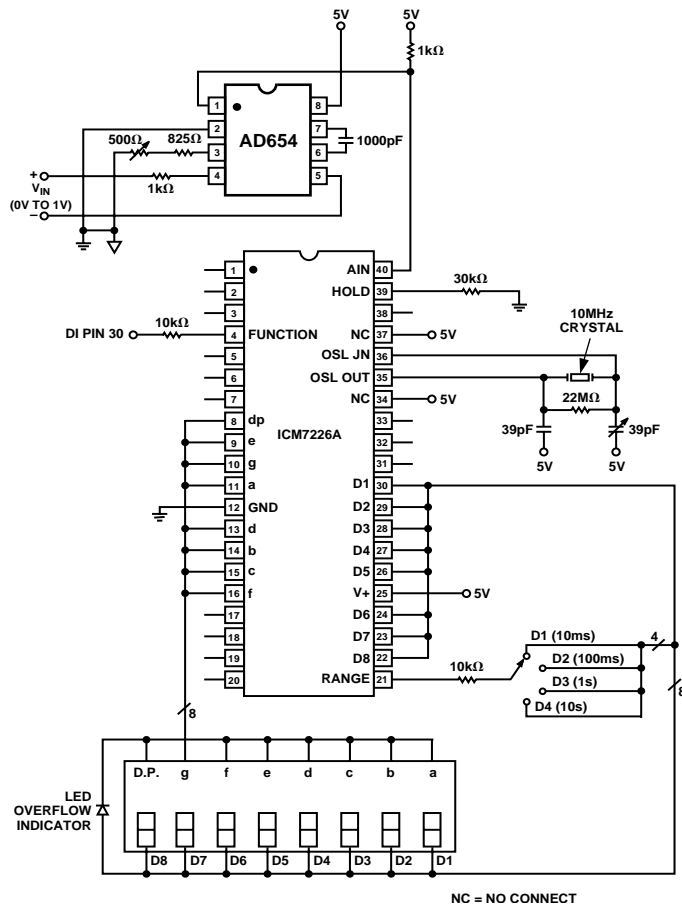 5V
5V
1kΩ
1
2
3
4
AD654
8
7
6
5
1000pF
500Ω
825Ω
+
VIN
(0V TO 1V)
–
1kΩ
DI PIN 30
10kΩ
1
2
3
4
FUNCTION
5
6
7
8
dp
9
e
10
g
11
a
12
GND
13
d
14
b
15
c
16
f
17
18
19
20
ICM7226A
AIN
40
HOLD
39
38
NC
37
OSL JN
36
OSL OUT
35
NC
34
33
32
31
D1
30
D2
29
D3
28
D4
27
D5
26
V+
25
D6
24
D7
23
D8
22
RANGE
21
30kΩ
5V
10MHz
CRYSTAL
22MΩ
39pF
39pF
5V
5V
5V
5V
10kΩ
D1 (10ms)
D2 (100ms)
D3 (1s)
D4 (10s)
4
8
8
LED
OVERFLOW
INDICATOR
D.P. g f e d c b a
D8 D7 D6 D5 D4 D3 D2 D1
NC = NO CONNECT